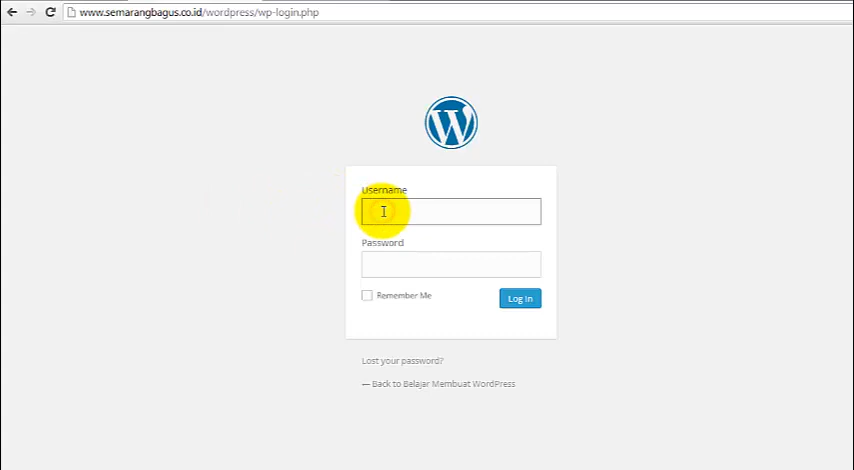 www.semarangbagus.co.id/wordpress/wp-login.php
W
Username
Password
Remember Me
Log In
Lost your password?
← Back to Belajar Membuat WordPress